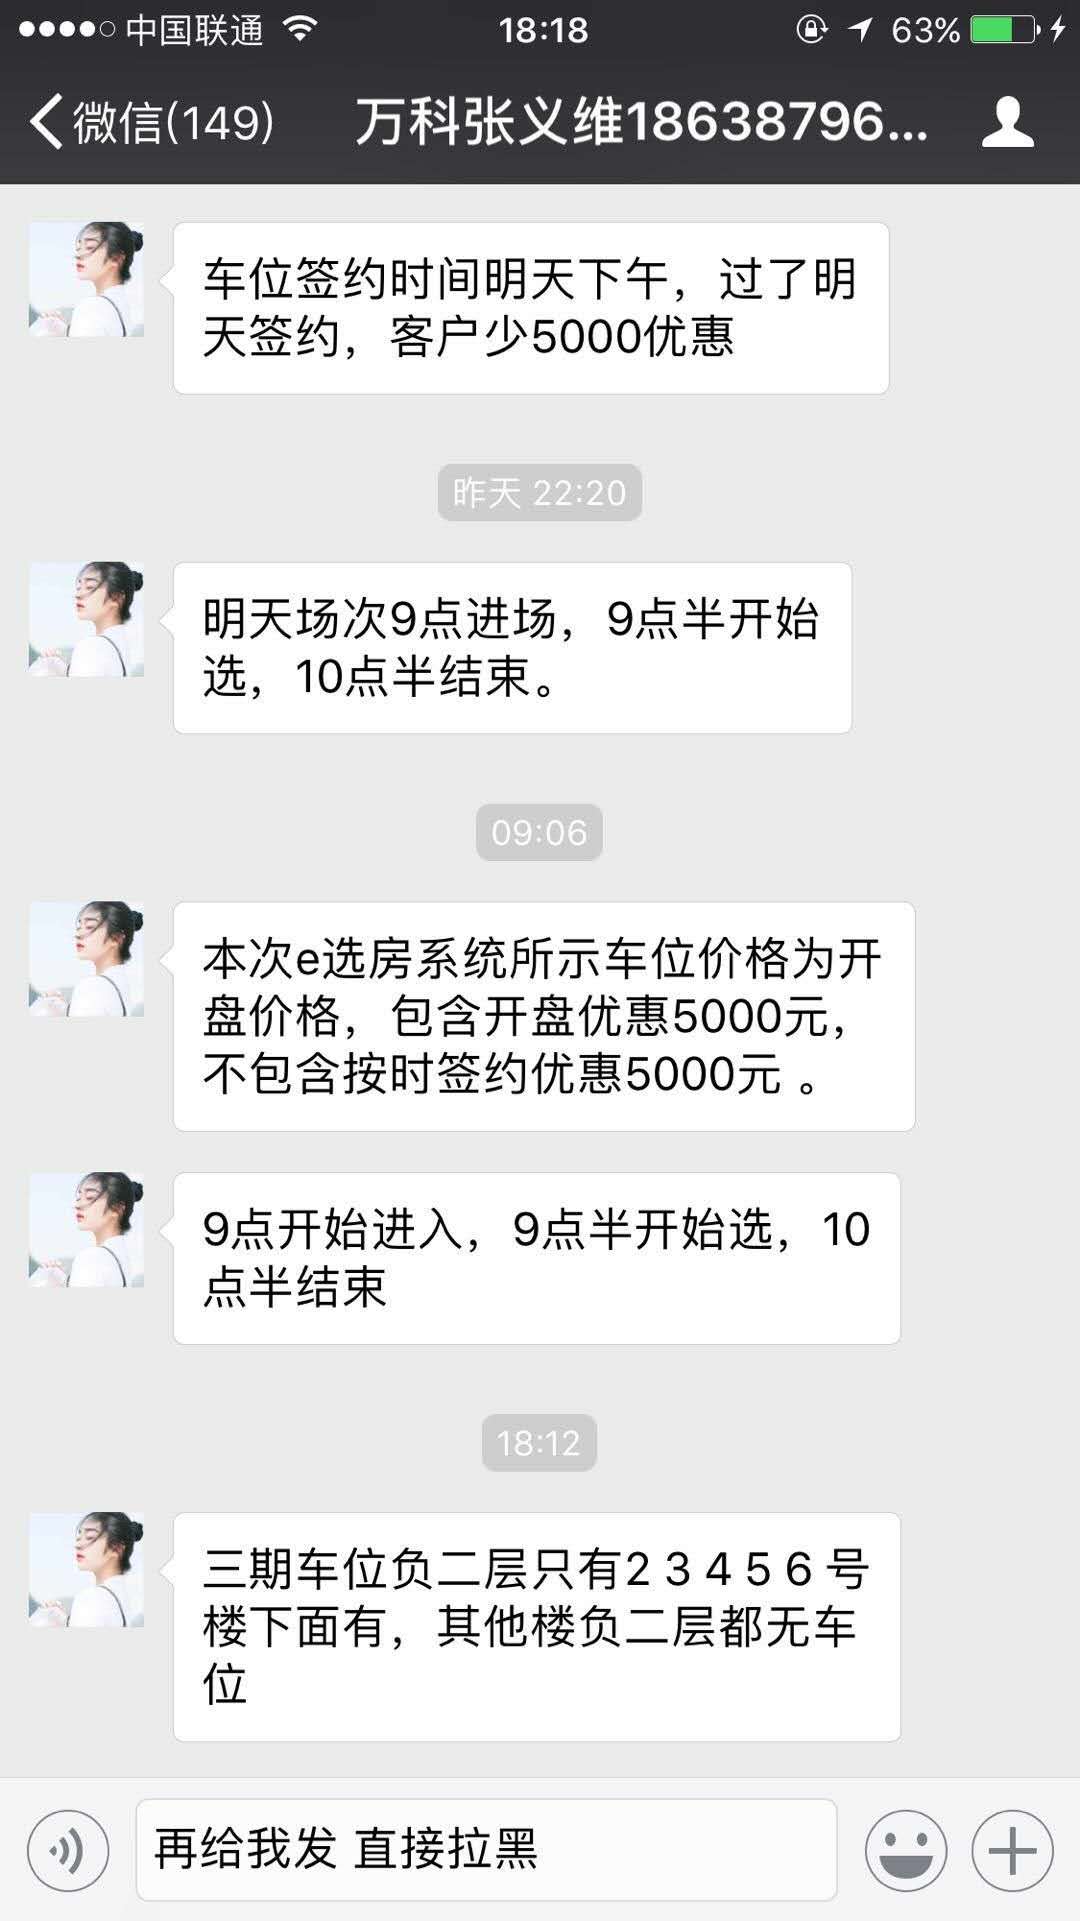 中国联通
18:18
63%
微信(149)
万科张义维18638796...
车位签约时间明天下午，过了明
天签约，客户少5000优惠
昨天 22:20
明天场次9点进场，9点半开始
选，10点半结束。
09:06
本次e选房系统所示车位价格为开
盘价格，包含开盘优惠5000元，
不包含按时签约优惠5000元 。
9点开始进入，9点半开始选，10
点半结束
18:12
三期车位负二层只有2 3 4 5 6 号
楼下面有，其他楼负二层都无车
位
再给我发 直接拉黑